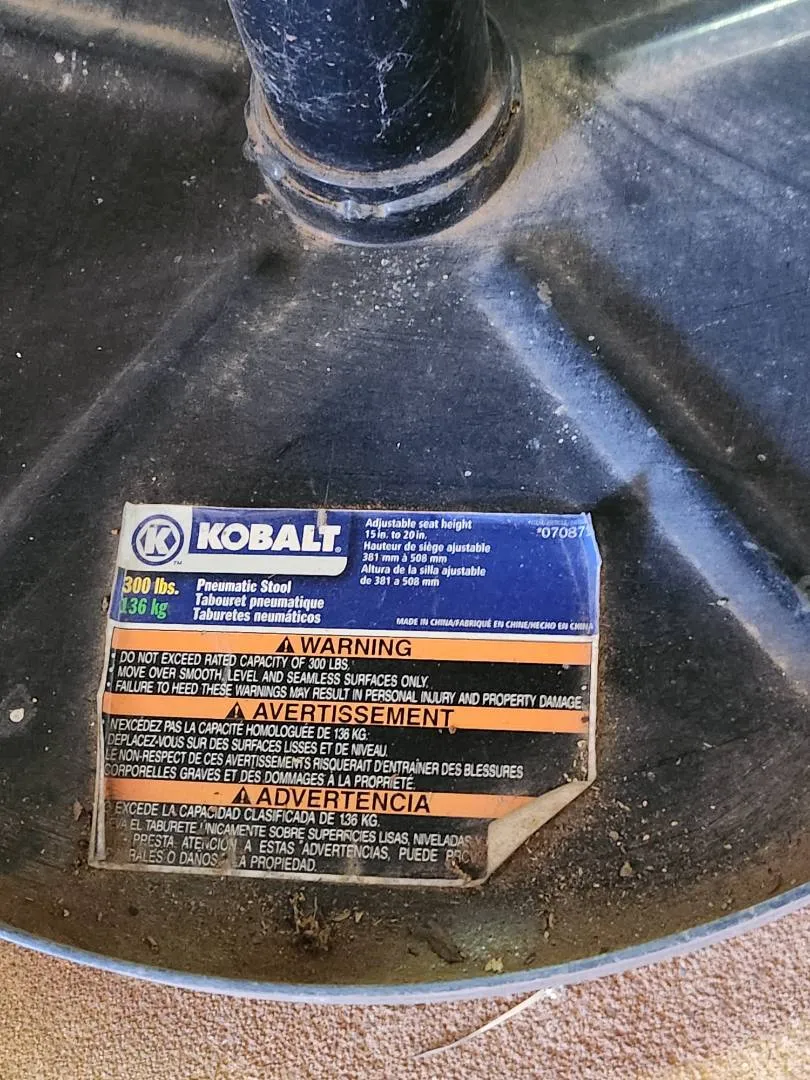 K
KOBALT
™
Adjustable seat height
15 in. to 20 in.
Hauteur de siège ajustable
381 mm à 508 mm
Altura de la silla ajustable
de 381 a 508 mm
*07087
300 lbs.
136 kg
Pneumatic Stool
Tabouret pneumatique
Taburetes neumáticos
MADE IN CHINA/FABRIQUÉ EN CHINE/HECHO EN CHINA
WARNING
DO NOT EXCEED RATED CAPACITY OF 300 LBS.
MOVE OVER SMOOTH, LEVEL AND SEAMLESS SURFACES ONLY.
FAILURE TO HEED THESE WARNINGS MAY RESULT IN PERSONAL INJURY AND PROPERTY DAMAGE
AVERTISSEMENT
N'EXCÉDEZ PAS LA CAPACITÉ HOMOLOGUÉE DE 136 KG.
DEPLACEZ-VOUS SUR DES SURFACES LISSES ET DE NIVEAU.
LE NON-RESPECT DE CES AVERTISSEMENTS RISQUERAIT D'ENTRAÎNER DES BLESSURES
CORPORELLES GRAVES ET DES DOMMAGES À LA PROPRIÉTÉ.
ADVERTENCIA
EXCEDE LA CAPACIDAD CLASIFICADA DE 136 KG.
EL TABURETE UNICAMENTE SOBRE SUPERFICIES LISAS, NIVELADAS
PRESTA ATENCIÓN A ESTAS ADVERTENCIAS, PUEDE
O DAÑOS LA PROPIEDAD.